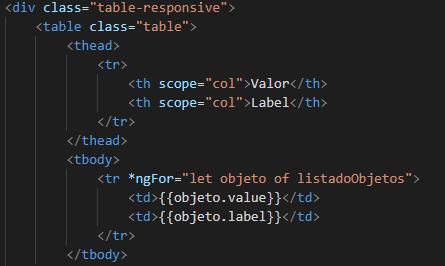 <div class="table-responsive">
<table class="table">
<thead>
<tr>
<th scope="col">Valor</th>
<th scope="col">Label</th>
</tr>
</thead>
<tbody>
<tr *ngFor="let objeto of listadoObjetos">
<td>{{objeto.value}}</td>
<td>{{objeto.label}}</td>
</tr>
</tbody>